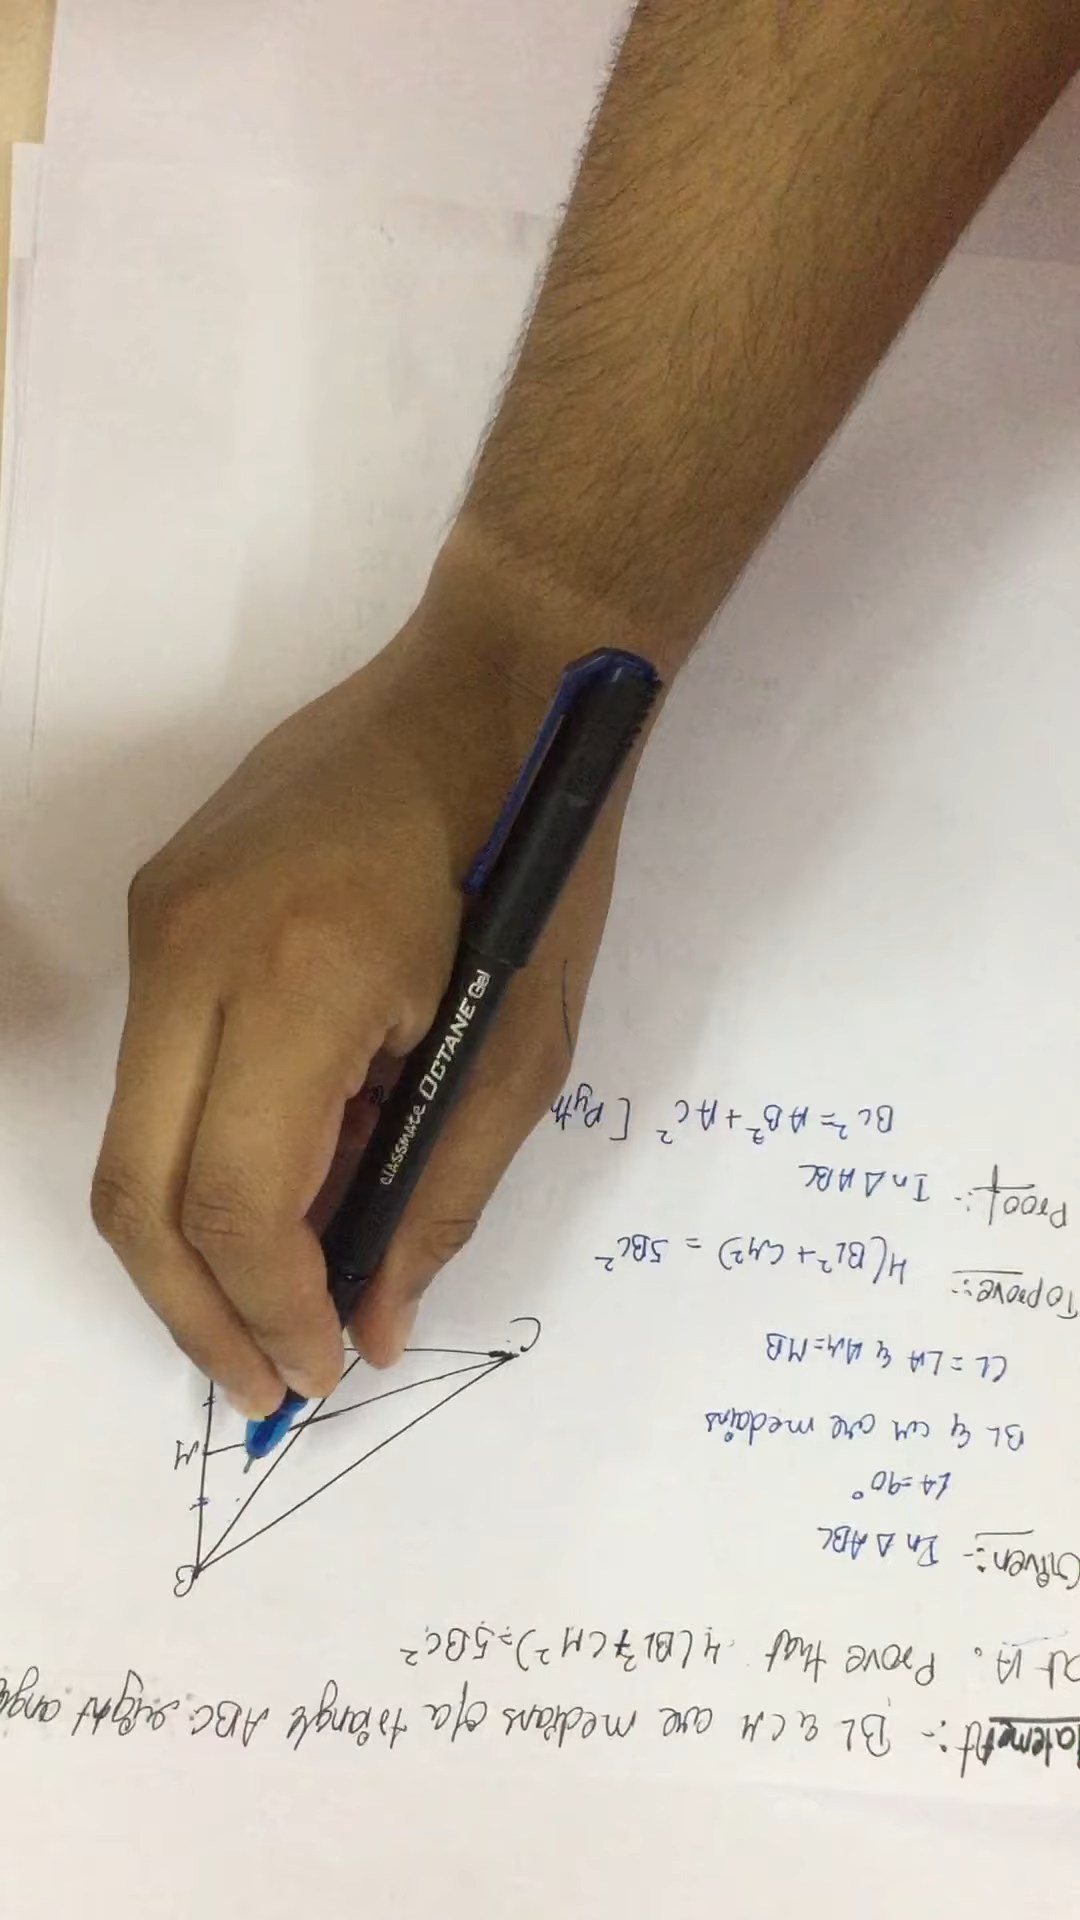 Statement:- BL & CM are medians of a triangle ABC right angle
at A. Prove that 4(BL²+CM²)=5BC²
Given:- In Δ ABC
∠A=90°
BL & CM are medains
CL = LA & AM=MB
To prove:- 4(BL² + CM²) = 5BC²
Proof:- In Δ ABC
BC² = AB² + AC² [Pyth
B
M
C
classmate OCTANE Gel